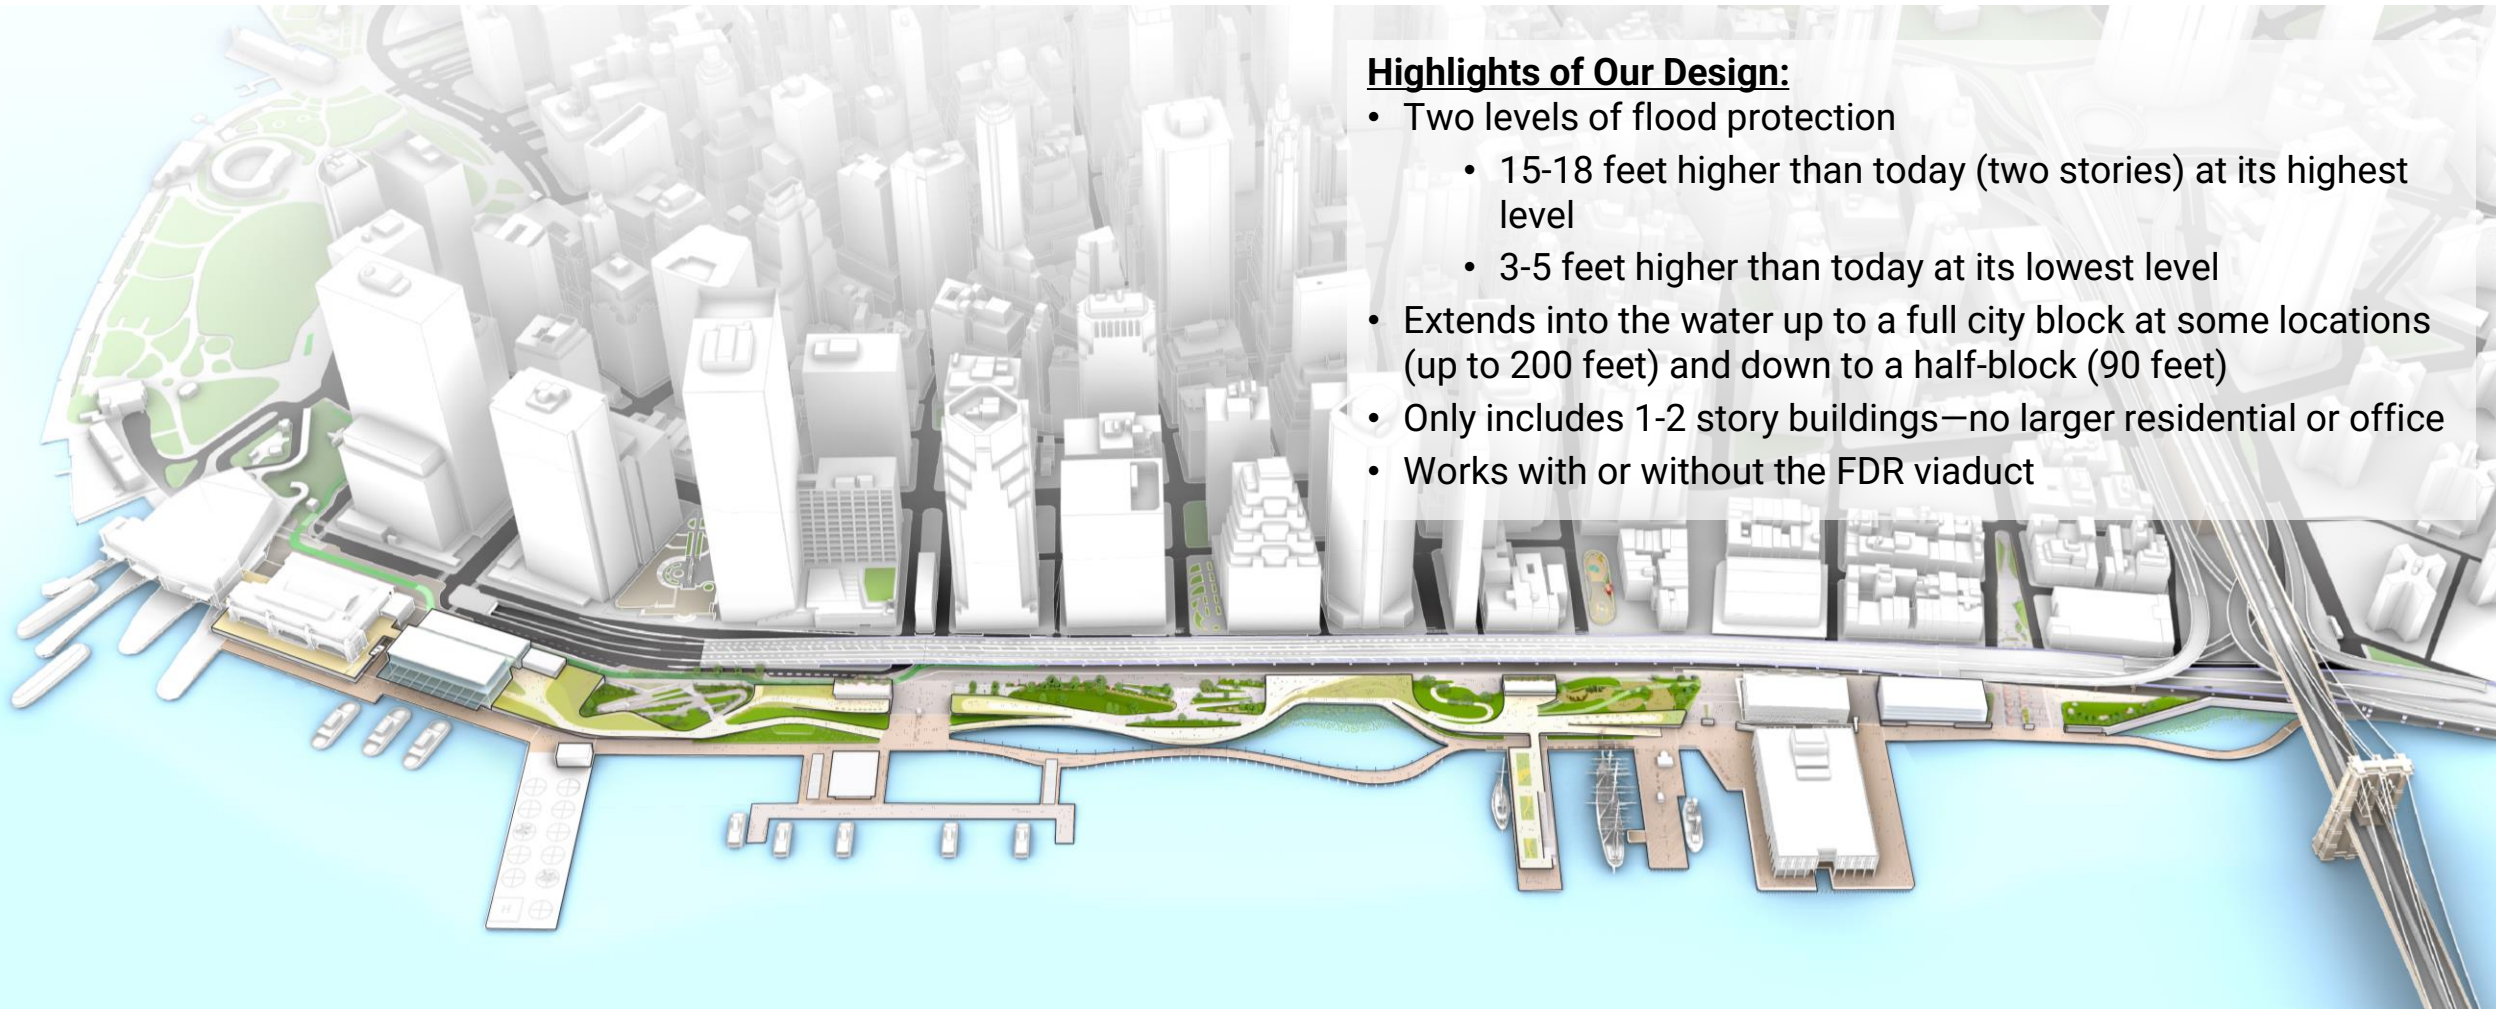 Highlights of Our Design:
• Two levels of flood protection
• 15-18 feet higher than today (two stories) at its highest
level
• 3-5 feet higher than today at its lowest level
• Extends into the water up to a full city block at some locations
(up to 200 feet) and down to a half-block (90 feet)
• Only includes 1-2 story buildings—no larger residential or office
• Works with or without the FDR viaduct
H